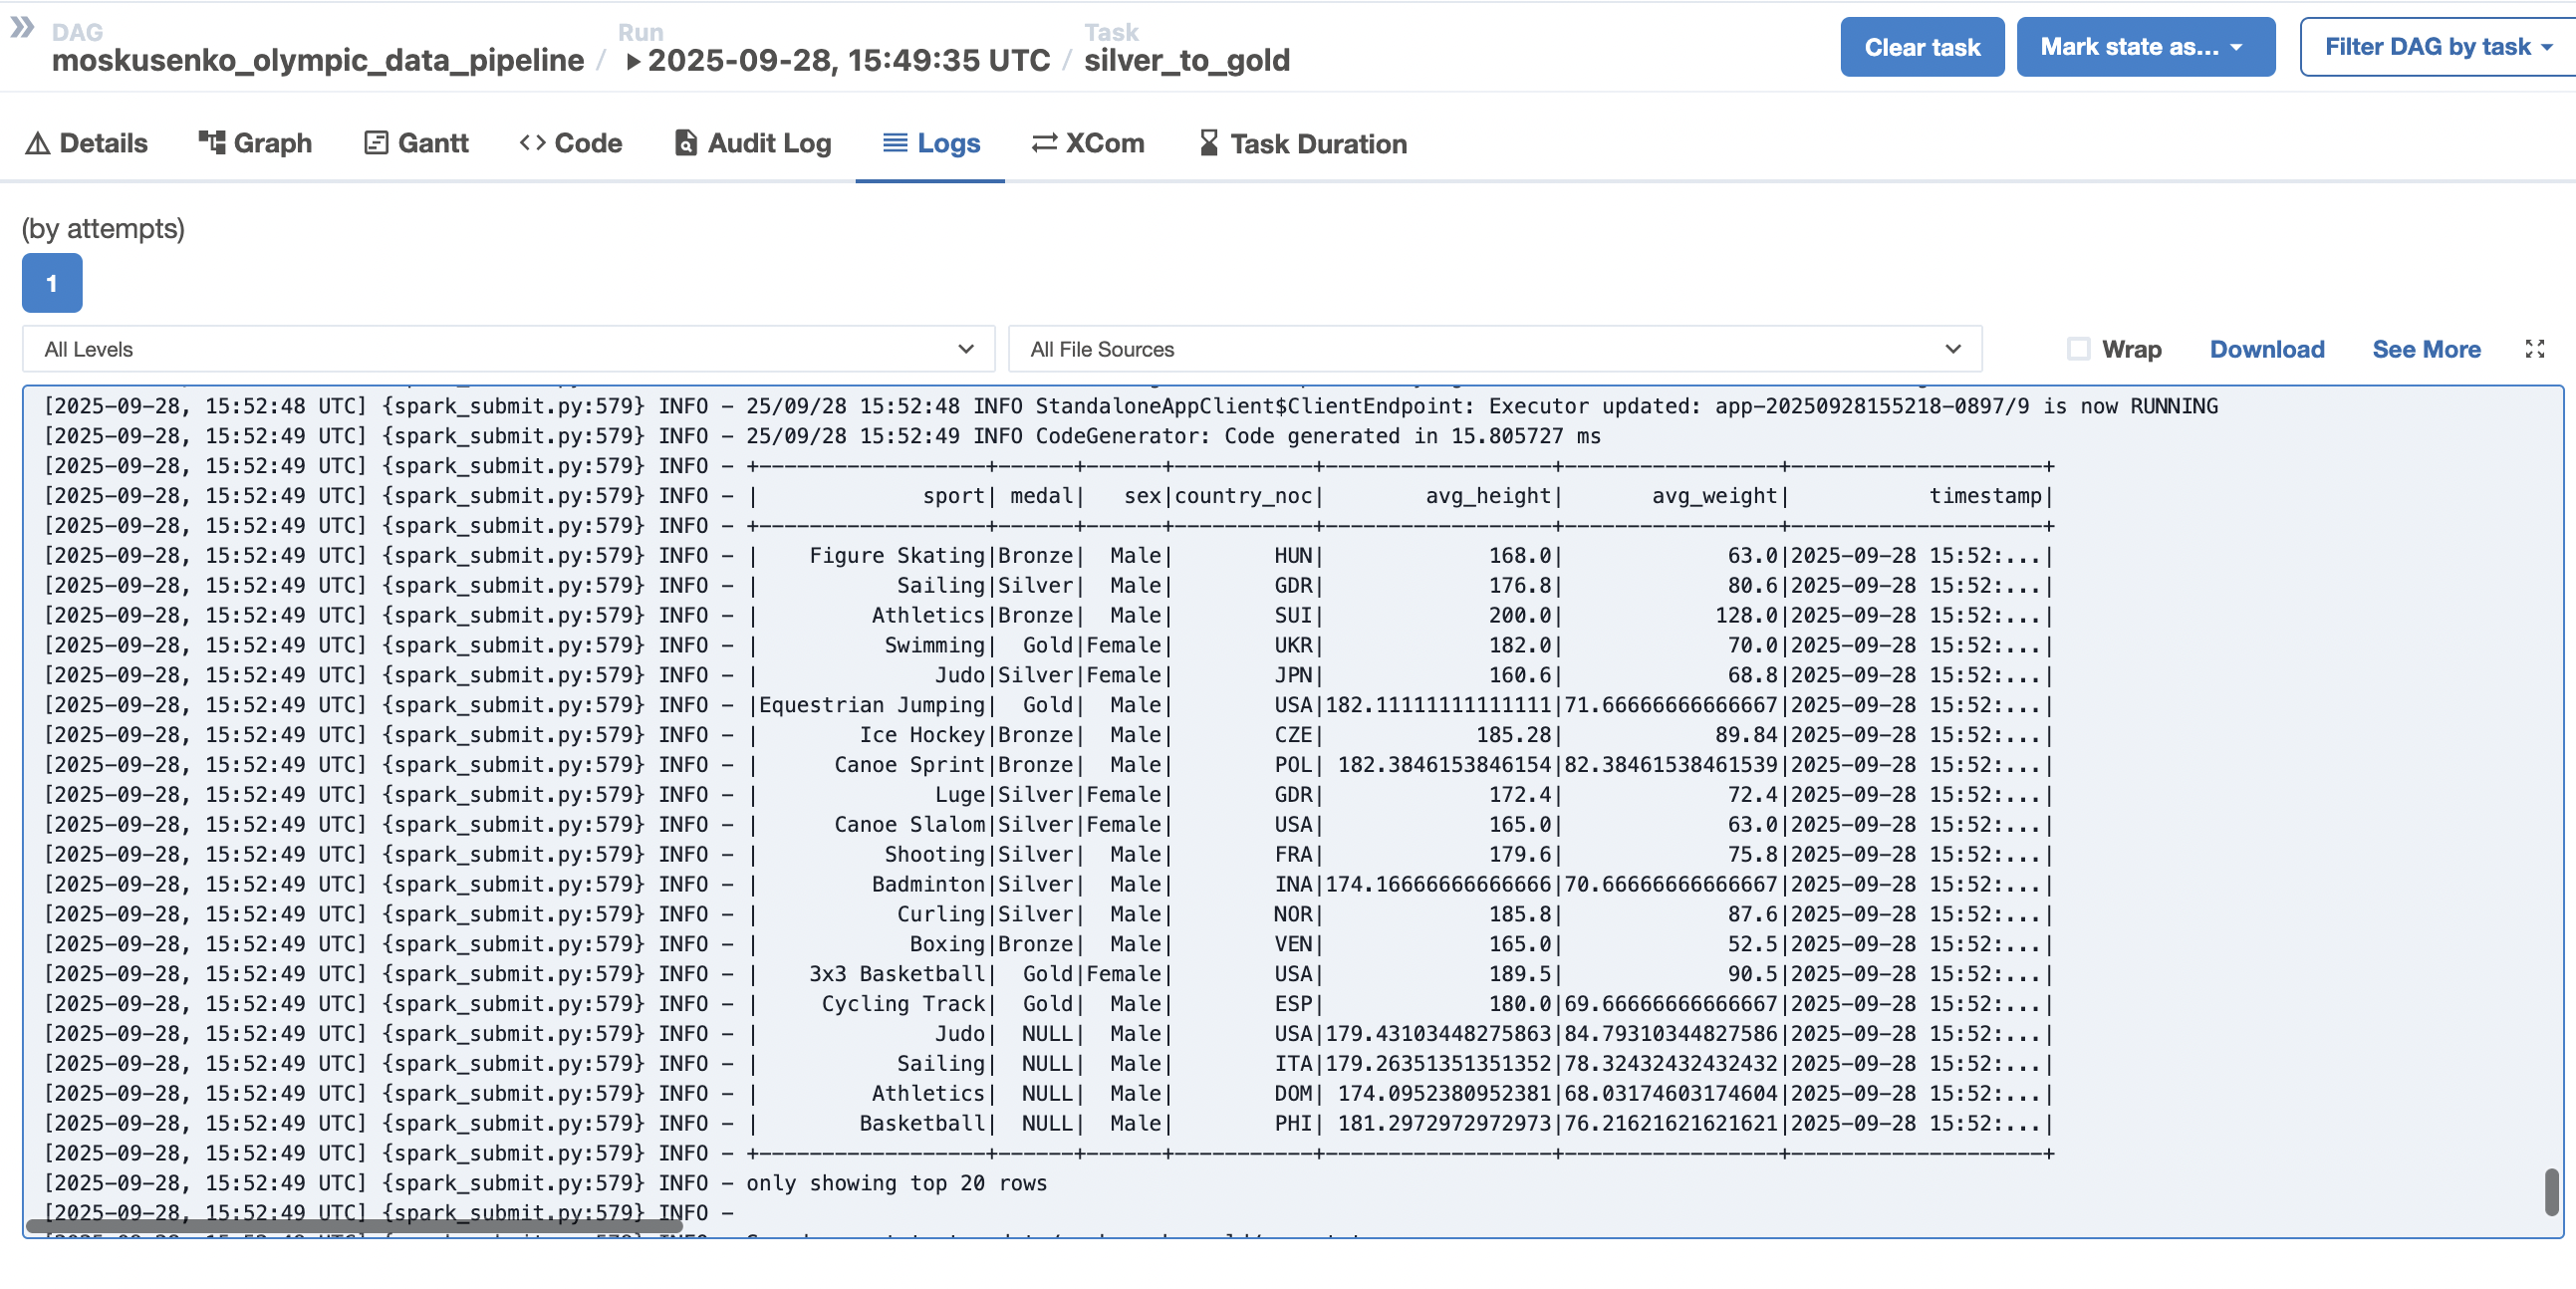 DAG
moskusenko_olympic_data_pipeline / Run 2025-09-28, 15:49:35 UTC / Task silver_to_gold
Clear task Mark state as... Filter DAG by task
Details Graph Gantt Code Audit Log Logs XCom Task Duration
(by attempts)
1
All Levels All File Sources Wrap Download See More
[2025-09-28, 15:52:48 UTC] {spark_submit.py:579} INFO - 25/09/28 15:52:48 INFO StandaloneAppClient$ClientEndpoint: Executor updated: app-20250928155218-0897/9 is now RUNNING
[2025-09-28, 15:52:49 UTC] {spark_submit.py:579} INFO - 25/09/28 15:52:49 INFO CodeGenerator: Code generated in 15.805727 ms
[2025-09-28, 15:52:49 UTC] {spark_submit.py:579} INFO - +------------------+------+------+-----------+------------------+-----------------+--------------------+
[2025-09-28, 15:52:49 UTC] {spark_submit.py:579} INFO - |             sport| medal|   sex|country_noc|        avg_height|       avg_weight|           timestamp|
[2025-09-28, 15:52:49 UTC] {spark_submit.py:579} INFO - +------------------+------+------+-----------+------------------+-----------------+--------------------+
[2025-09-28, 15:52:49 UTC] {spark_submit.py:579} INFO - |    Figure Skating|Bronze|  Male|        HUN|             168.0|             63.0|2025-09-28 15:52:...|
[2025-09-28, 15:52:49 UTC] {spark_submit.py:579} INFO - |           Sailing|Silver|  Male|        GDR|             176.8|             80.6|2025-09-28 15:52:...|
[2025-09-28, 15:52:49 UTC] {spark_submit.py:579} INFO - |         Athletics|Bronze|  Male|        SUI|             200.0|            128.0|2025-09-28 15:52:...|
[2025-09-28, 15:52:49 UTC] {spark_submit.py:579} INFO - |          Swimming|  Gold|Female|        UKR|             182.0|             70.0|2025-09-28 15:52:...|
[2025-09-28, 15:52:49 UTC] {spark_submit.py:579} INFO - |              Judo|Silver|Female|        JPN|             160.6|             68.8|2025-09-28 15:52:...|
[2025-09-28, 15:52:49 UTC] {spark_submit.py:579} INFO - |Equestrian Jumping|  Gold|  Male|        USA|182.11111111111111|71.66666666666667|2025-09-28 15:52:...|
[2025-09-28, 15:52:49 UTC] {spark_submit.py:579} INFO - |        Ice Hockey|Bronze|  Male|        CZE|            185.28|            89.84|2025-09-28 15:52:...|
[2025-09-28, 15:52:49 UTC] {spark_submit.py:579} INFO - |      Canoe Sprint|Bronze|  Male|        POL| 182.3846153846154|82.38461538461539|2025-09-28 15:52:...|
[2025-09-28, 15:52:49 UTC] {spark_submit.py:579} INFO - |              Luge|Silver|Female|        GDR|             172.4|             72.4|2025-09-28 15:52:...|
[2025-09-28, 15:52:49 UTC] {spark_submit.py:579} INFO - |      Canoe Slalom|Silver|Female|        USA|             165.0|             63.0|2025-09-28 15:52:...|
[2025-09-28, 15:52:49 UTC] {spark_submit.py:579} INFO - |          Shooting|Silver|  Male|        FRA|             179.6|             75.8|2025-09-28 15:52:...|
[2025-09-28, 15:52:49 UTC] {spark_submit.py:579} INFO - |         Badminton|Silver|  Male|        INA|174.16666666666666|70.66666666666667|2025-09-28 15:52:...|
[2025-09-28, 15:52:49 UTC] {spark_submit.py:579} INFO - |           Curling|Silver|  Male|        NOR|             185.8|             87.6|2025-09-28 15:52:...|
[2025-09-28, 15:52:49 UTC] {spark_submit.py:579} INFO - |            Boxing|Bronze|  Male|        VEN|             165.0|             52.5|2025-09-28 15:52:...|
[2025-09-28, 15:52:49 UTC] {spark_submit.py:579} INFO - |    3x3 Basketball|  Gold|Female|        USA|             189.5|             90.5|2025-09-28 15:52:...|
[2025-09-28, 15:52:49 UTC] {spark_submit.py:579} INFO - |     Cycling Track|  Gold|  Male|        ESP|             180.0|69.66666666666667|2025-09-28 15:52:...|
[2025-09-28, 15:52:49 UTC] {spark_submit.py:579} INFO - |              Judo|  NULL|  Male|        USA|179.43103448275863|84.79310344827586|2025-09-28 15:52:...|
[2025-09-28, 15:52:49 UTC] {spark_submit.py:579} INFO - |           Sailing|  NULL|  Male|        ITA|179.26351351351352|78.32432432432432|2025-09-28 15:52:...|
[2025-09-28, 15:52:49 UTC] {spark_submit.py:579} INFO - |         Athletics|  NULL|  Male|        DOM| 174.0952380952381|68.03174603174604|2025-09-28 15:52:...|
[2025-09-28, 15:52:49 UTC] {spark_submit.py:579} INFO - |        Basketball|  NULL|  Male|        PHI| 181.2972972972973|76.21621621621621|2025-09-28 15:52:...|
[2025-09-28, 15:52:49 UTC] {spark_submit.py:579} INFO - +------------------+------+------+-----------+------------------+-----------------+--------------------+
[2025-09-28, 15:52:49 UTC] {spark_submit.py:579} INFO - only showing top 20 rows
[2025-09-28, 15:52:49 UTC] {spark_submit.py:579} INFO -